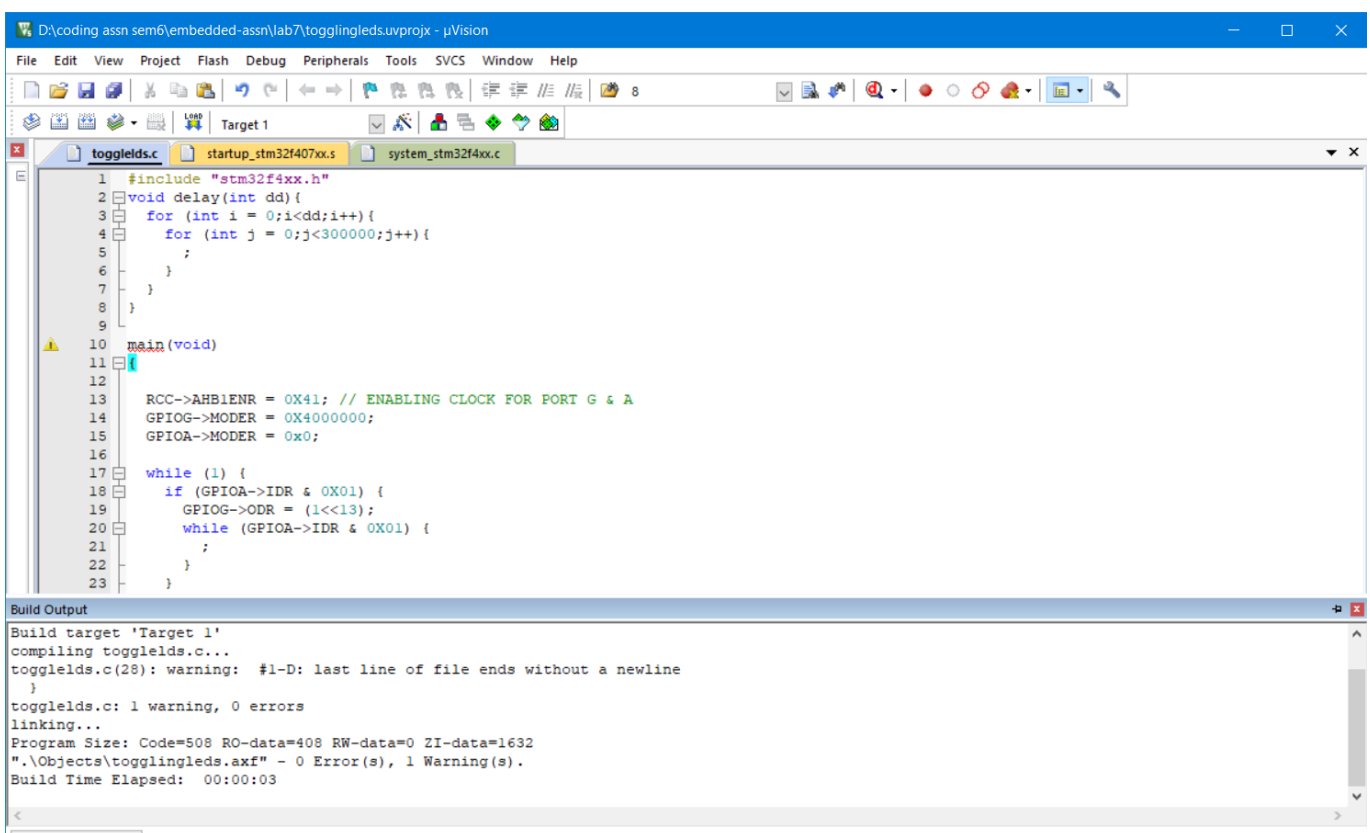 D:\coding assn sem6\embedded-assn\lab7\togglingleds.uvprojx - µVision
File Edit View Project Flash Debug Peripherals Tools SVCS Window Help
8
LOAD Target 1
togglelds.c startup_stm32f407xx.s system_stm32f4xx.c
1 #include "stm32f4xx.h"
2 void delay(int dd){
3 for (int i = 0;i<dd;i++){
4 for (int j = 0;j<300000;j++){
5 ;
6 }
7 }
8 }
9
10 main(void)
11 {
12
13 RCC->AHB1ENR = 0X41; // ENABLING CLOCK FOR PORT G & A
14 GPIOG->MODER = 0X4000000;
15 GPIOA->MODER = 0x0;
16
17 while (1) {
18 if (GPIOA->IDR & 0X01) {
19 GPIOG->ODR = (1<<13);
20 while (GPIOA->IDR & 0X01) {
21 ;
22 }
23 }
Build Output
Build target 'Target 1'
compiling togglelds.c...
togglelds.c(28): warning:  #1-D: last line of file ends without a newline
}
togglelds.c: 1 warning, 0 errors
linking...
Program Size: Code=508 RO-data=408 RW-data=0 ZI-data=1632
".\Objects\togglingleds.axf" - 0 Error(s), 1 Warning(s).
Build Time Elapsed:  00:00:03